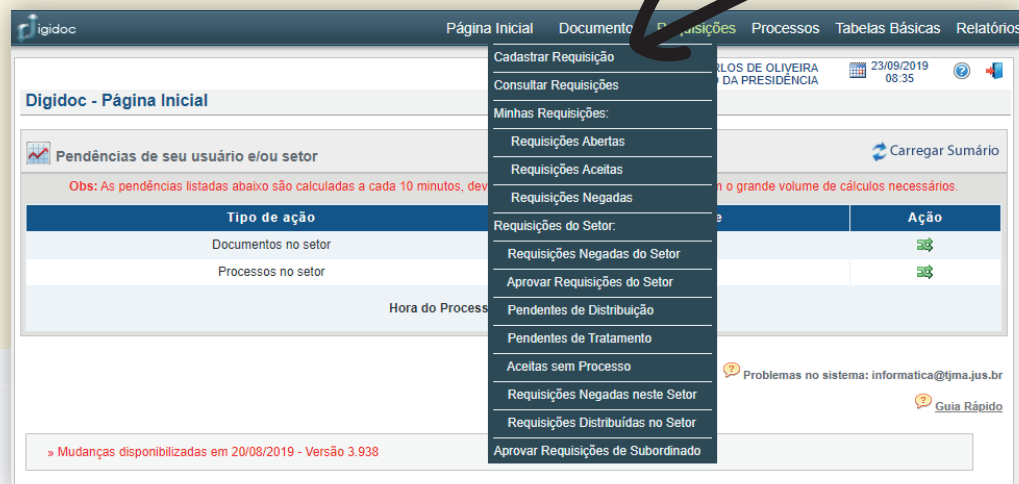 Digidoc
Página Inicial Documento Requisições Processos Tabelas Básicas Relatórios
Cadastrar Requisição
Consultar Requisições
Minhas Requisições:
Requisições Abertas
Requisições Aceitas
Requisições Negadas
Requisições do Setor:
Requisições Negadas do Setor
Aprovar Requisições do Setor
Pendentes de Distribuição
Pendentes de Tratamento
Aceitas sem Processo
Requisições Negadas neste Setor
Requisições Distribuídas no Setor
Aprovar Requisições de Subordinado
DE OLIVEIRA
DA PRESIDÊNCIA
23/09/2019
08:35
Digidoc - Página Inicial
Pendências de seu usuário e/ou setor
Carregar Sumário
Obs: As pendências listadas abaixo são calculadas a cada 10 minutos, o grande volume de cálculos necessários.
Tipo de ação Ação
Documentos no setor
Processos no setor
Hora do
Problemas no sistema: informatica@tjma.jus.br
Guia Rápido
» Mudanças disponibilizadas em 20/08/2019 - Versão 3.938